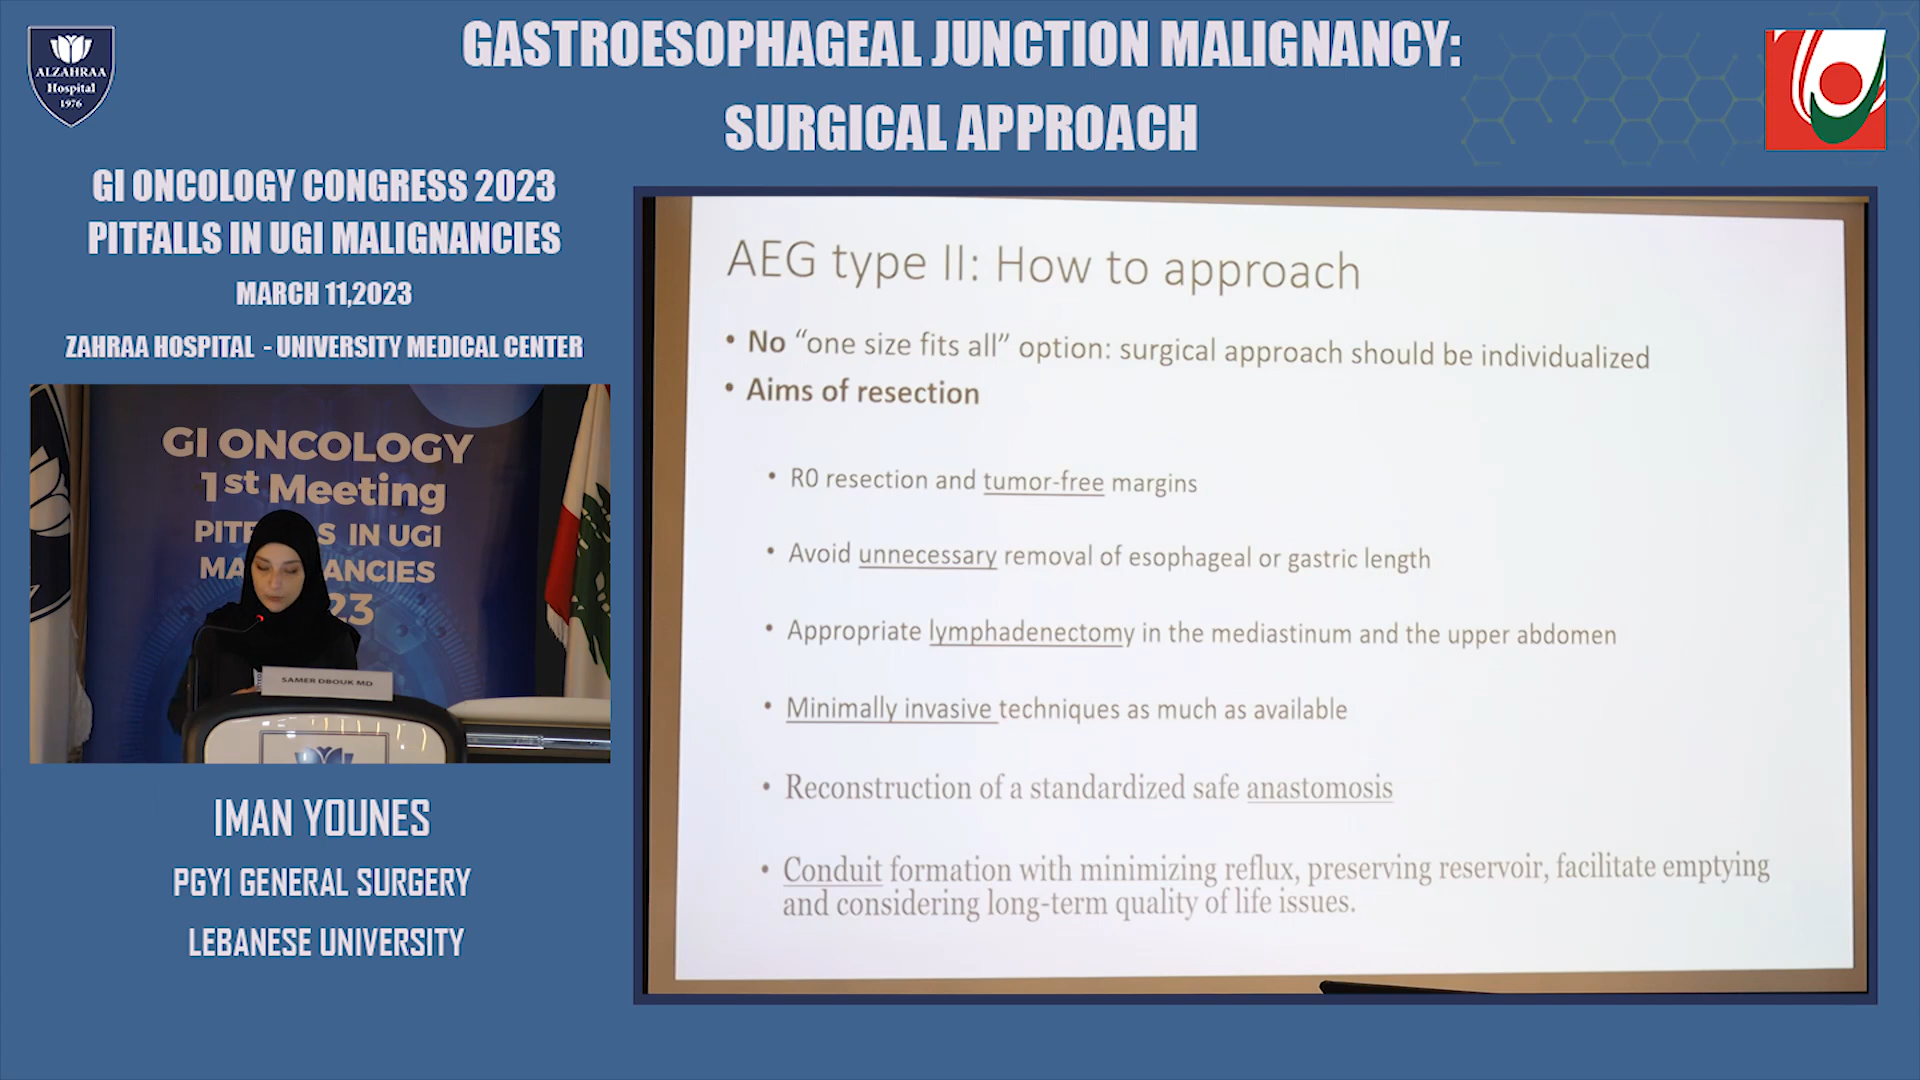 GASTROESOPHAGEAL JUNCTION MALIGNANCY:
SURGICAL APPROACH
ALZAHRAA
Hospital
1976
GI ONCOLOGY CONGRESS 2023
PITFALLS IN UGI MALIGNANCIES
MARCH 11,2023
ZAHRAA HOSPITAL - UNIVERSITY MEDICAL CENTER
GI ONCOLOGY
1st Meeting
PITF S IN UGI
MA ANCIES
23
SAMER DBOUK MD
IMAN YOUNES
PGY1 GENERAL SURGERY
LEBANESE UNIVERSITY
AEG type II: How to approach
• No “one size fits all” option: surgical approach should be individualized
• Aims of resection
• R0 resection and tumor-free margins
• Avoid unnecessary removal of esophageal or gastric length
• Appropriate lymphadenectomy in the mediastinum and the upper abdomen
• Minimally invasive techniques as much as available
• Reconstruction of a standardized safe anastomosis
• Conduit formation with minimizing reflux, preserving reservoir, facilitate emptying
and considering long-term quality of life issues.